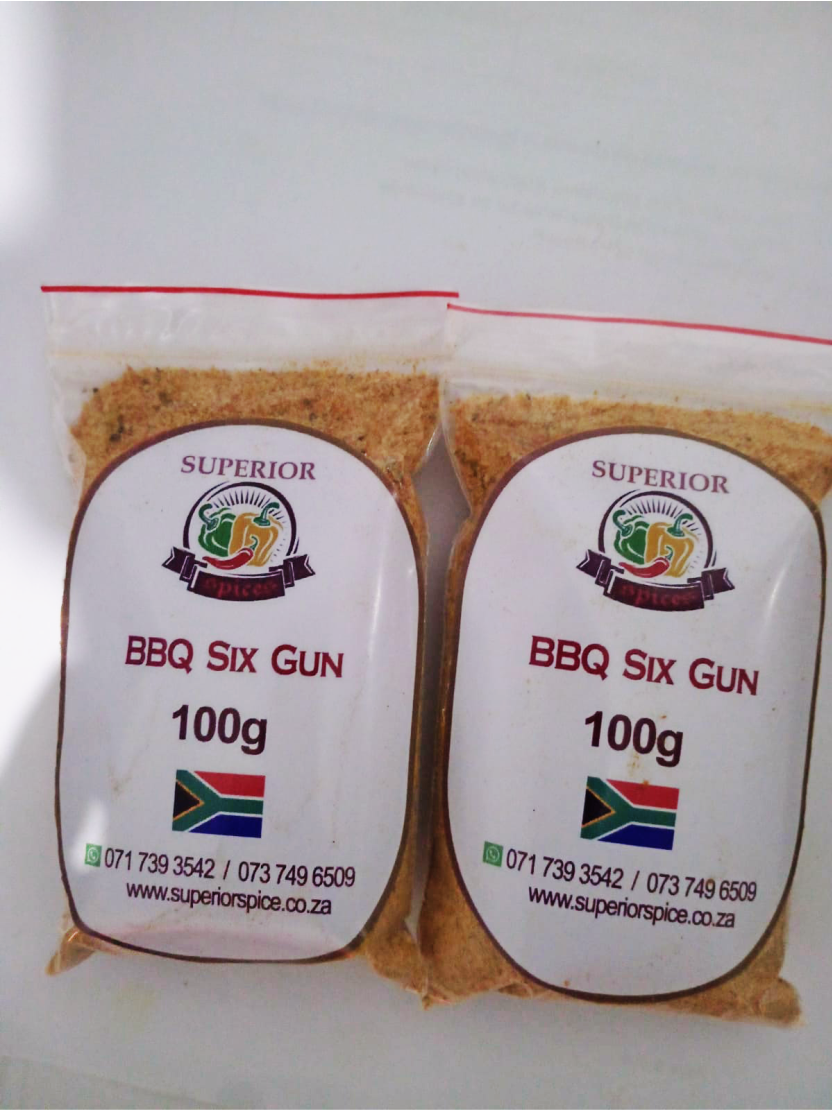 SUPERIOR
Spices
BBQ SIX GUN
100g
071 739 3542 / 073 749 6509
www.superiorspice.co.za
SUPERIOR
Spices
BBQ SIX GUN
100g
071 739 3542 / 073 749 6509
www.superiorspice.co.za